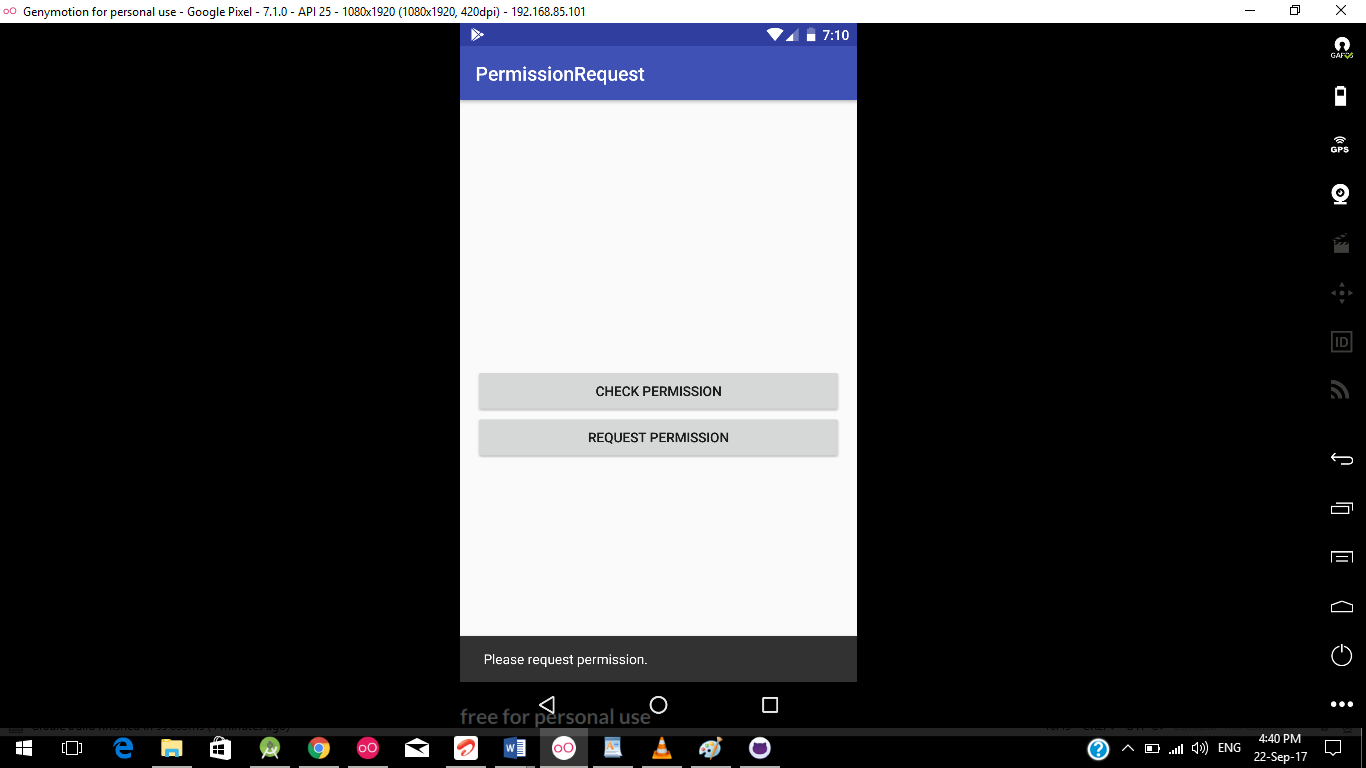 Genymotion for personal use - Google Pixel - 7.1.0 - API 25 - 1080x1920 (1080x1920, 420dpi) - 192.168.85.101
7:10
GAPPS
PermissionRequest
GPS
ID
CHECK PERMISSION
REQUEST PERMISSION
Please request permission.
free for personal use
ENG
4:40 PM
22-Sep-17